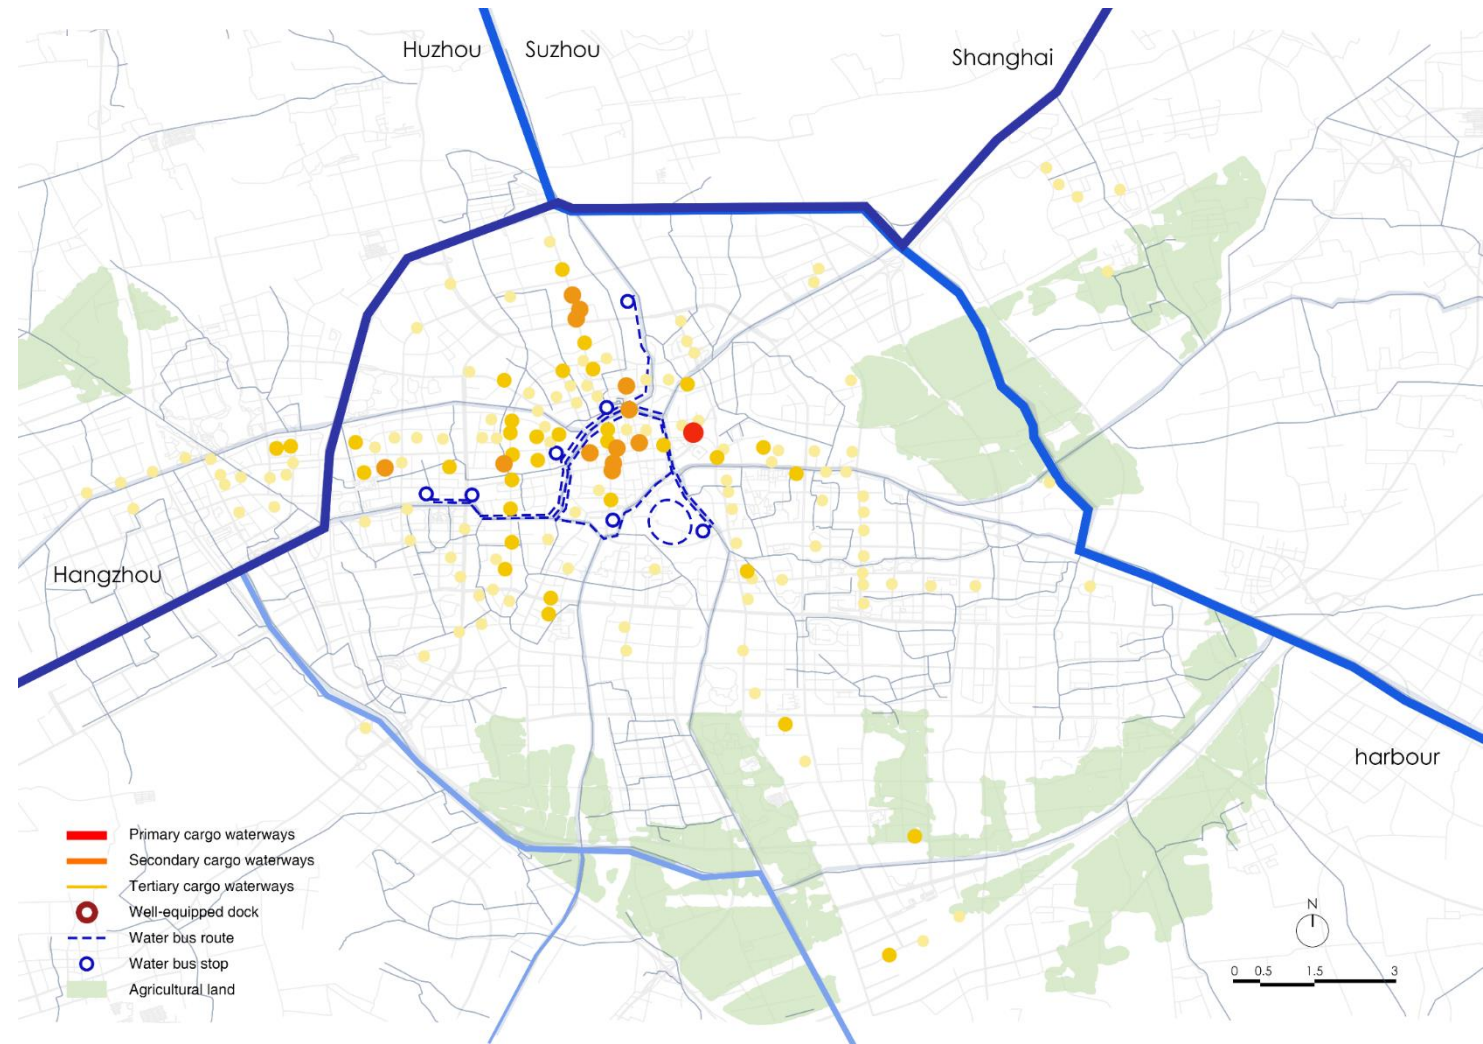 Huzhou
Suzhou
Shanghai
Hangzhou
harbour
Primary cargo waterways
Secondary cargo waterways
Tertiary cargo waterways
Well-equipped dock
Water bus route
Water bus stop
Agricultural land
N
0 0.5 1.5 3